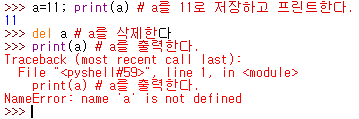 >>> a=11; print(a) # a를 11로 저장하고 프린트한다.
11
>>> del a # a를 삭제한다
>>> print(a) # a를 출력한다.
Traceback (most recent call last):
  File "<pyshell#59>", line 1, in <module>
    print(a) # a를 출력한다.
NameError: name 'a' is not defined
>>>